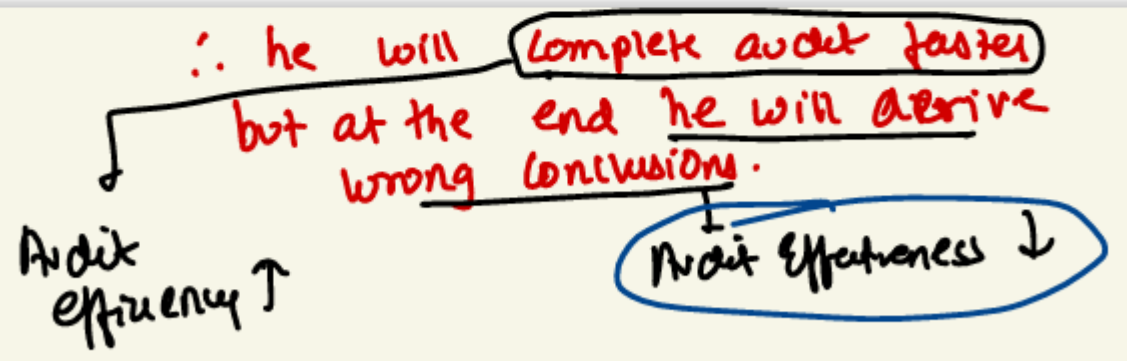 ∴ he will complete audit faster
but at the end he will derive
wrong conclusions.
Audit
efficiency ↑
Audit Effectiveness ↓